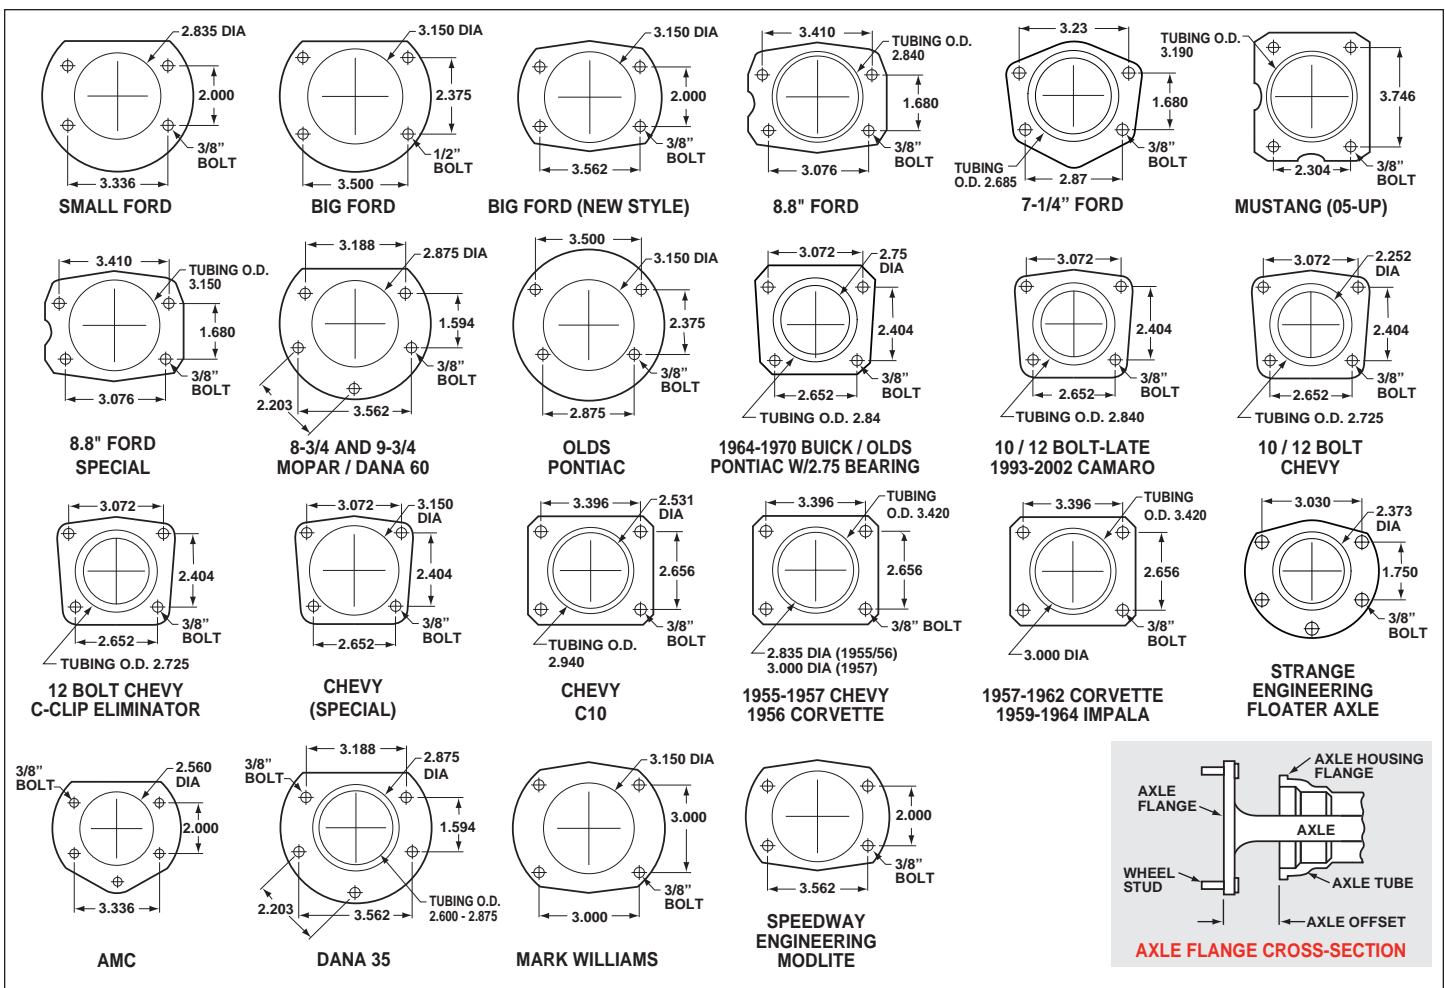 2.835 DIA
2.000
3/8”
BOLT
3.336
SMALL FORD
3.150 DIA
2.375
1/2”
BOLT
3.500
BIG FORD
3.150 DIA
2.000
3/8”
BOLT
3.562
BIG FORD (NEW STYLE)
3.410
TUBING O.D.
2.840
1.680
3/8”
BOLT
3.076
8.8" FORD
3.23
1.680
3/8”
BOLT
TUBING
O.D. 2.685
2.87
7-1/4” FORD
TUBING O.D.
3.190
3.746
3/8”
BOLT
2.304
MUSTANG (05-UP)
3.410
TUBING O.D.
3.150
1.680
3/8”
BOLT
3.076
8.8" FORD
SPECIAL
3.188
2.875 DIA
1.594
3/8”
BOLT
2.203
3.562
8-3/4 AND 9-3/4
MOPAR / DANA 60
3.500
3.150 DIA
2.375
3/8”
BOLT
2.875
OLDS
PONTIAC
3.072
2.75
DIA
2.404
3/8”
BOLT
2.652
TUBING O.D. 2.84
1964-1970 BUICK / OLDS
PONTIAC W/2.75 BEARING
3.072
2.404
3/8”
BOLT
2.652
TUBING O.D. 2.840
10 / 12 BOLT-LATE
1993-2002 CAMARO
3.072
2.252
DIA
2.404
3/8”
BOLT
2.652
TUBING O.D. 2.725
10 / 12 BOLT
CHEVY
3.072
2.404
3/8”
BOLT
2.652
TUBING O.D. 2.725
12 BOLT CHEVY
C-CLIP ELIMINATOR
3.072
3.150
DIA
2.404
3/8”
BOLT
2.652
CHEVY
(SPECIAL)
3.396
2.531
DIA
2.656
3/8”
BOLT
TUBING O.D.
2.940
CHEVY
C10
3.396
TUBING
O.D. 3.420
2.656
3/8” BOLT
2.835 DIA (1955/56)
3.000 DIA (1957)
1955-1957 CHEVY
1956 CORVETTE
3.396
TUBING
O.D. 3.420
2.656
3/8”
BOLT
3.000 DIA
1957-1962 CORVETTE
1959-1964 IMPALA
3.030
2.373
DIA
1.750
3/8”
BOLT
STRANGE
ENGINEERING
FLOATER AXLE
3/8”
BOLT
2.560
DIA
2.000
3.336
AMC
3/8”
BOLT
3.188
2.875
DIA
1.594
2.203
3.562
TUBING O.D.
2.600 - 2.875
DANA 35
3.150 DIA
3.000
3/8”
BOLT
3.000
MARK WILLIAMS
2.000
3/8”
BOLT
3.562
SPEEDWAY
ENGINEERING
MODLITE
AXLE HOUSING
FLANGE
AXLE
FLANGE
AXLE
WHEEL
STUD
AXLE TUBE
AXLE OFFSET
AXLE FLANGE CROSS-SECTION